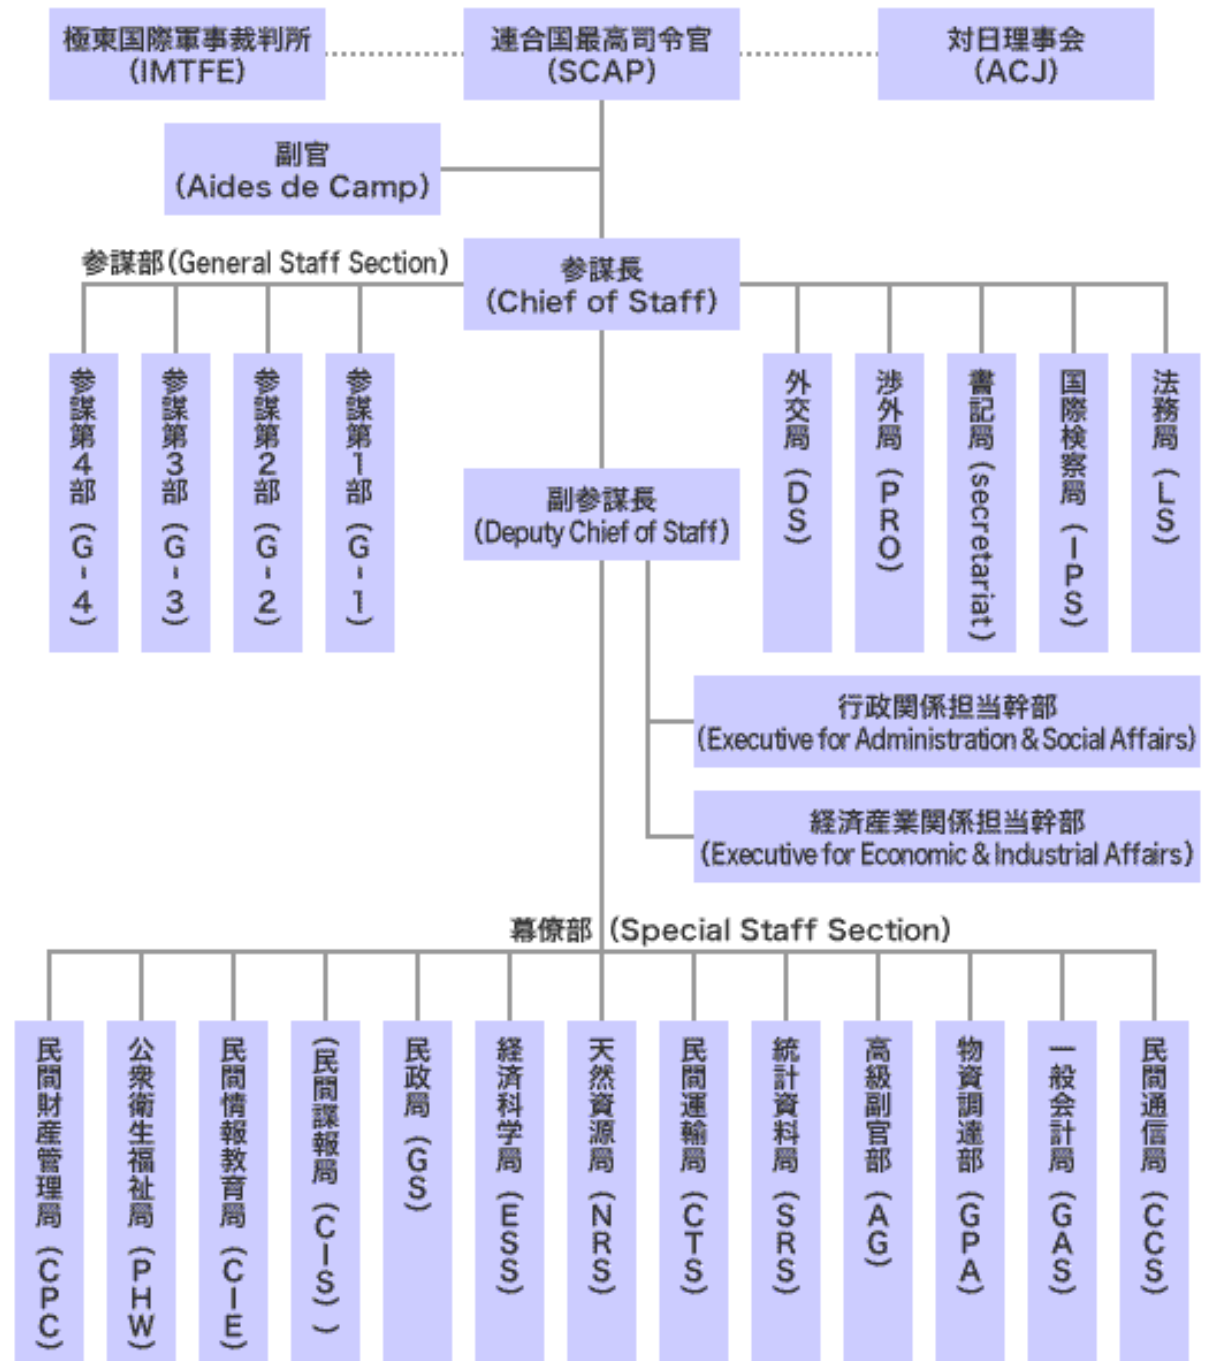 極東国際軍事裁判所
(IMTFE)
連合国最高司令官
(SCAP)
対日理事会
(ACJ)
副官
(Aides de Camp)
参謀部(General Staff Section)
参謀長
(Chief of Staff)
参謀第4部(G-4)
参謀第3部(G-3)
参謀第2部(G-2)
参謀第1部(G-1)
外交局(DS)
渉外局(PRO)
書記局(secretariat)
国際検察局(IPS)
法務局(LS)
副参謀長
(Deputy Chief of Staff)
行政関係担当幹部
(Executive for Administration & Social Affairs)
経済産業関係担当幹部
(Executive for Economic & Industrial Affairs)
幕僚部(Special Staff Section)
民間財産管理局(CPC)
公衆衛生福祉局(PHW)
民間情報教育局(CIE)
(民間諜報局(CIS))
民政局(GS)
経済科学局(ESS)
天然資源局(NRS)
民間運輸局(CTS)
統計資料局(SRS)
高級副官部(AG)
物資調達部(GPA)
一般会計局(GAS)
民間通信局(CCS)